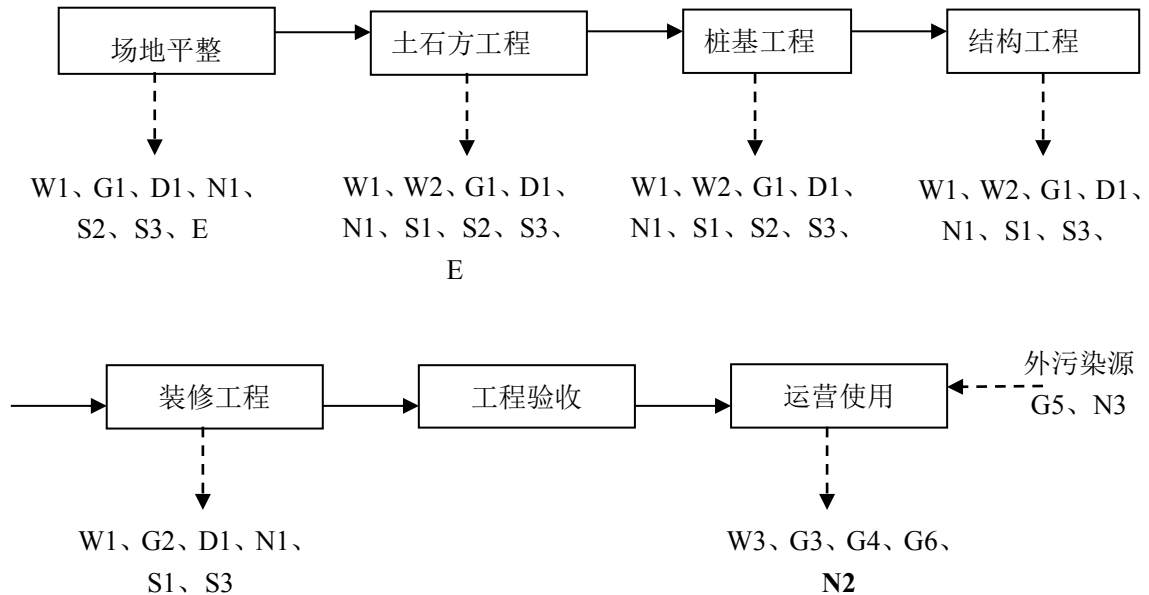 场地平整
土石方工程
桩基工程
结构工程
W1、G1、D1、N1、
S2、S3、E
W1、W2、G1、D1、
N1、S1、S2、S3、
E
W1、W2、G1、D1、
N1、S1、S2、S3、
W1、W2、G1、D1、
N1、S1、S3、
装修工程
工程验收
运营使用
外污染源
G5、N3
W1、G2、D1、N1、
S1、S3
W3、G3、G4、G6、
N2